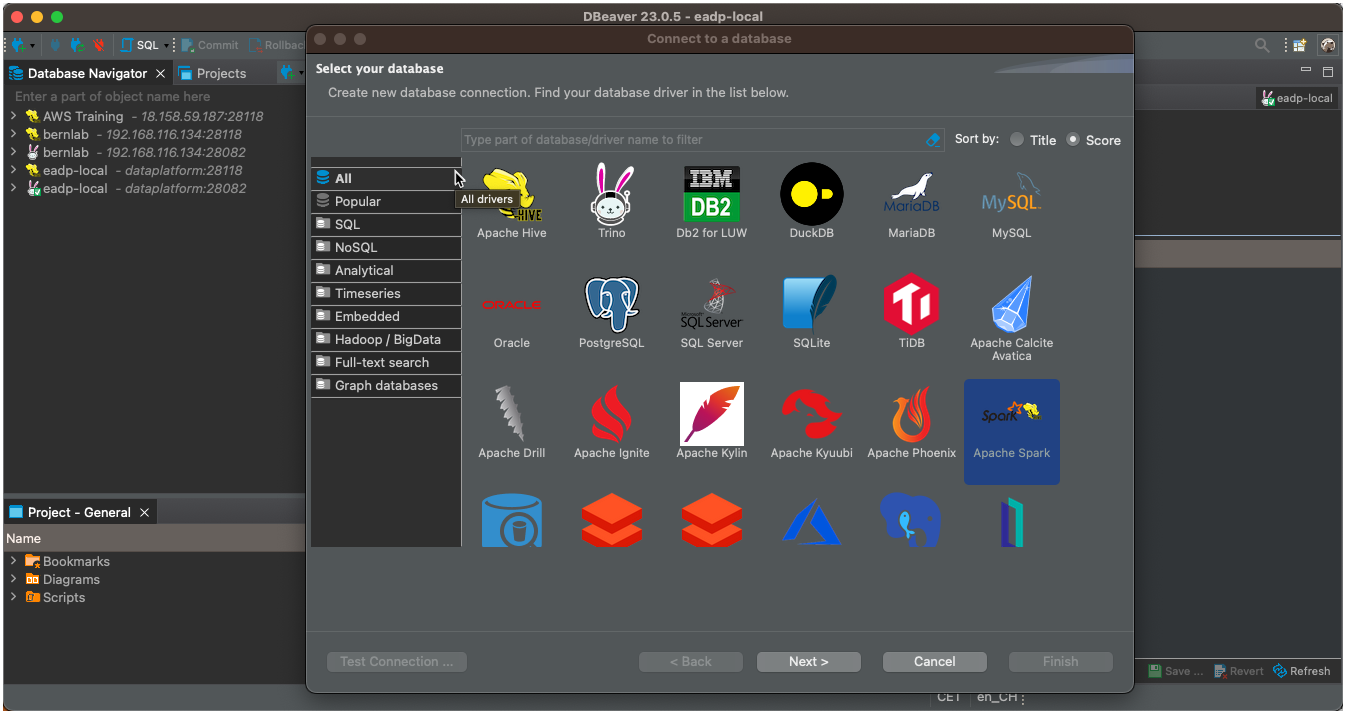 DBeaver 23.0.5 - eadp-local
SQL
Commit
Rollbac
Database Navigator
Projects
Enter a part of object name here
AWS Training - 18.158.59.187:28118
bernlab - 192.168.116.134:28118
bernlab - 192.168.116.134:28082
eadp-local - dataplatform:28118
eadp-local - dataplatform:28082
Project - General
Name
Bookmarks
Diagrams
Scripts
Connect to a database
Select your database
Create new database connection. Find your database driver in the list below.
Type part of database/driver name to filter
Sort by:
Title
Score
All
Popular
SQL
NoSQL
Analytical
Timeseries
Embedded
Hadoop / BigData
Full-text search
Graph databases
All drivers
HIVE
IBM
DB2
MariaDB
MySQL
Apache Hive
Trino
Db2 for LUW
DuckDB
MariaDB
MySQL
ORACLE
Microsoft
SQL Server
Ti
Oracle
PostgreSQL
SQL Server
SQLite
TiDB
Apache Calcite
Avatica
Spark
Apache Drill
Apache Ignite
Apache Kylin
Apache Kyuubi
Apache Phoenix
Apache Spark
Test Connection ...
< Back
Next >
Cancel
Finish
eadp-local
Save ...
Revert
Refresh
CET
en_CH